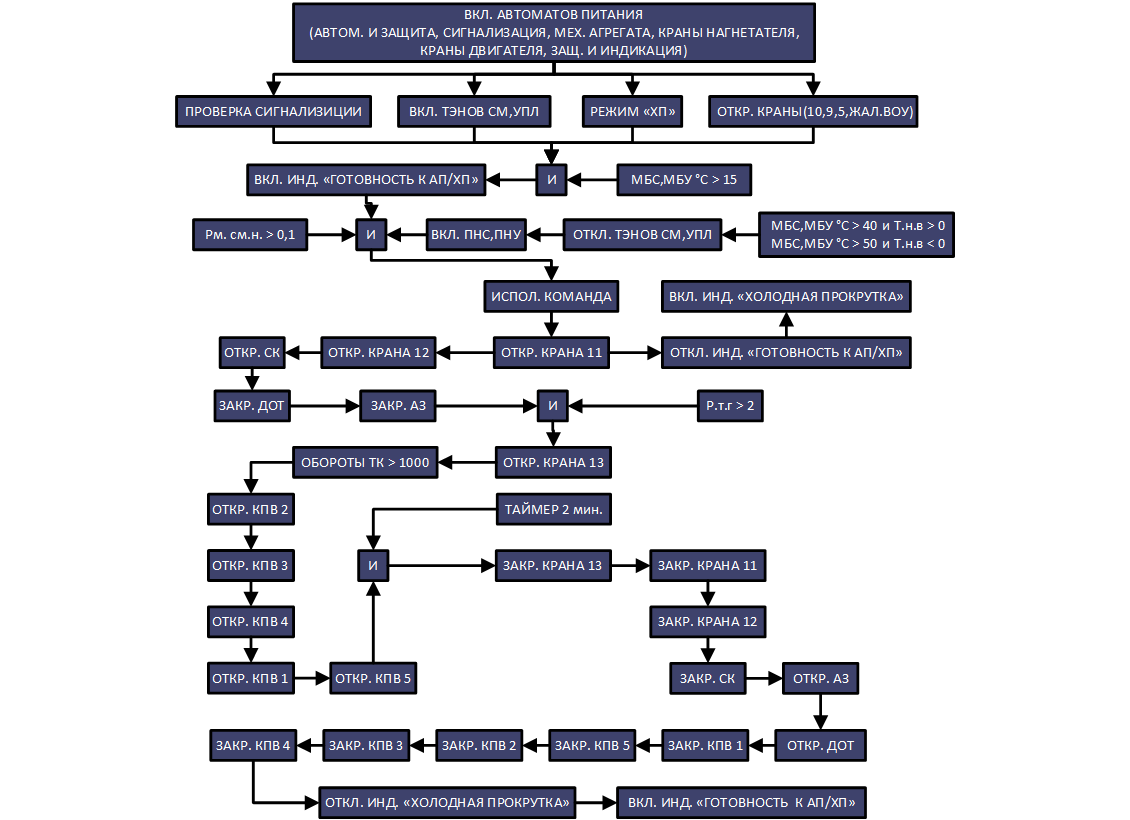 ВКЛ. АВТОМАТОВ ПИТАНИЯ
(АВТОМ. И ЗАЩИТА, СИГНАЛИЗАЦИЯ, МЕХ. АГРЕГАТА, КРАНЫ НАГНЕТАТЕЛЯ,
КРАНЫ ДВИГАТЕЛЯ, ЗАЩ. И ИНДИКАЦИЯ)
ПРОВЕРКА СИГНАЛИЗИЦИИ
ВКЛ. ТЭНОВ СМ,УПЛ
РЕЖИМ «ХП»
ОТКР. КРАНЫ(10,9,5,ЖАЛ.ВОУ)
ВКЛ. ИНД. «ГОТОВНОСТЬ К АП/ХП»
И
МБС,МБУ °С > 15
Рм. см.н. > 0,1
И
ВКЛ. ПНС,ПНУ
ОТКЛ. ТЭНОВ СМ,УПЛ
МБС,МБУ °С > 40 и Т.н.в > 0
МБС,МБУ °С > 50 и Т.н.в < 0
ИСПОЛ. КОМАНДА
ВКЛ. ИНД. «ХОЛОДНАЯ ПРОКРУТКА»
ОТКР. СК
ОТКР. КРАНА 12
ОТКР. КРАНА 11
ОТКЛ. ИНД. «ГОТОВНОСТЬ К АП/ХП»
ЗАКР. ДОТ
ЗАКР. АЗ
И
Р.т.г > 2
ОБОРОТЫ ТК > 1000
ОТКР. КРАНА 13
ОТКР. КПВ 2
ТАЙМЕР 2 мин.
ОТКР. КПВ 3
И
ЗАКР. КРАНА 13
ЗАКР. КРАНА 11
ОТКР. КПВ 4
ЗАКР. КРАНА 12
ОТКР. КПВ 1
ОТКР. КПВ 5
ЗАКР. СК
ОТКР. АЗ
ЗАКР. КПВ 4
ЗАКР. КПВ 3
ЗАКР. КПВ 2
ЗАКР. КПВ 5
ЗАКР. КПВ 1
ОТКР. ДОТ
ОТКЛ. ИНД. «ХОЛОДНАЯ ПРОКРУТКА»
ВКЛ. ИНД. «ГОТОВНОСТЬ К АП/ХП»